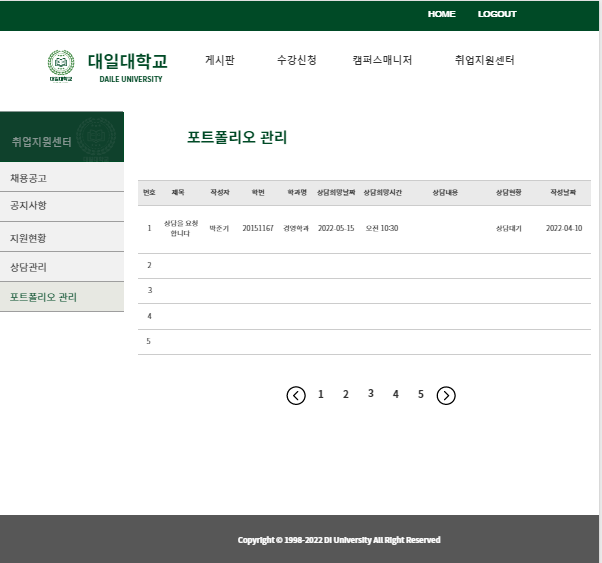 HOME LOGOUT
대일대학교
대일대학교
DAILE UNIVERSITY
게시판 수강신청 캠퍼스매니저 취업지원센터
취업지원센터
채용공고
공지사항
지원현황
상담관리
포트폴리오 관리
포트폴리오 관리
번호 제목 작성자 학번 학과명 상담희망날짜 상담희망시간 상담내용 상담현황 작성날짜
1 상담을 요청 박준기 20151167 경영학과 2022-05-15 오전 10:30 상담대기 2022-04-10
합니다
2
3
4
5
1 2 3 4 5
Copyright © 1998-2022 DI University All Right Reserved